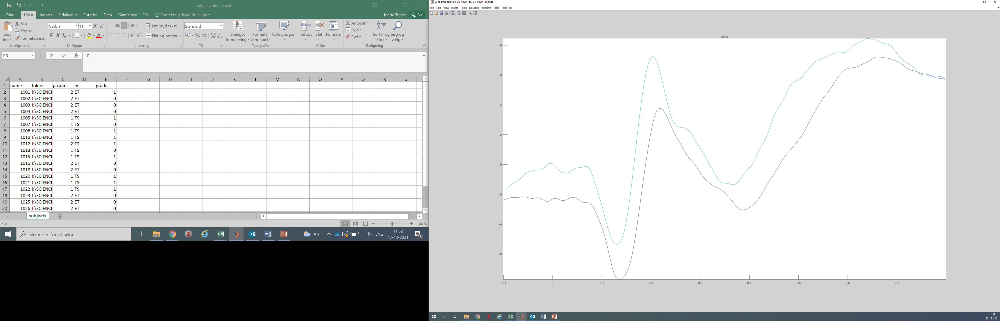 subjects.xlsx - Excel
Filer Hjem Indsæt Sidelayout Formler Data Gennemse Vis Fortæl mig, hvad du vil gøre... Marta Topor Del
Sæt ind
Klip
Kopiér
Formatpensel
Udklipsholder
Calibri 11
F K U
Skrifttype
Ombryd tekst
Flet og centrer
Justering
Standard
% 000
Tal
Betinget formatering
Formatér som tabel
Celletypografi
Typografier
Indsæt Slet Formatér
Celler
Autosum
Fyld
Ryd
Sortér og filtrer
Søg og vælg
Redigering
E3 fx 0
A B C D E F G H I J K L M N O P Q R S
1 name folder group int grade
2 1001 I:\SCIENCE 2 ET 1
3 1002 I:\SCIENCE 2 ET 0
4 1003 I:\SCIENCE 2 ET 0
5 1004 I:\SCIENCE 2 ET 0
6 1005 I:\SCIENCE 1 TS 1
7 1007 I:\SCIENCE 1 TS 0
8 1008 I:\SCIENCE 1 TS 1
9 1010 I:\SCIENCE 1 TS 1
10 1012 I:\SCIENCE 2 ET 1
11 1013 I:\SCIENCE 1 TS 0
12 1015 I:\SCIENCE 1 TS 1
13 1016 I:\SCIENCE 2 ET 0
14 1018 I:\SCIENCE 2 ET 0
15 1020 I:\SCIENCE 1 TS 1
16 1021 I:\SCIENCE 1 TS 1
17 1022 I:\SCIENCE 1 TS 1
18 1023 I:\SCIENCE 2 ET 0
19 1025 I:\SCIENCE 2 ET 0
20 1026 I:\SCIENCE 2 ET 0
subjects
Klar 100 %
Skriv her for at søge 5°C ENG 11:52
17-12-2021
18
2: ft_singleplotER: G0_P300_Pre, G1_P300_Pre (Cz)
File Edit View Insert Tools Desktop Window Help FieldTrip
Cz / 30
8
6
4
2
0
-2
-4
-6
-0.1 0 0.1 0.2 0.3 0.4 0.5 0.6 0.7
11:52
17-12-2021